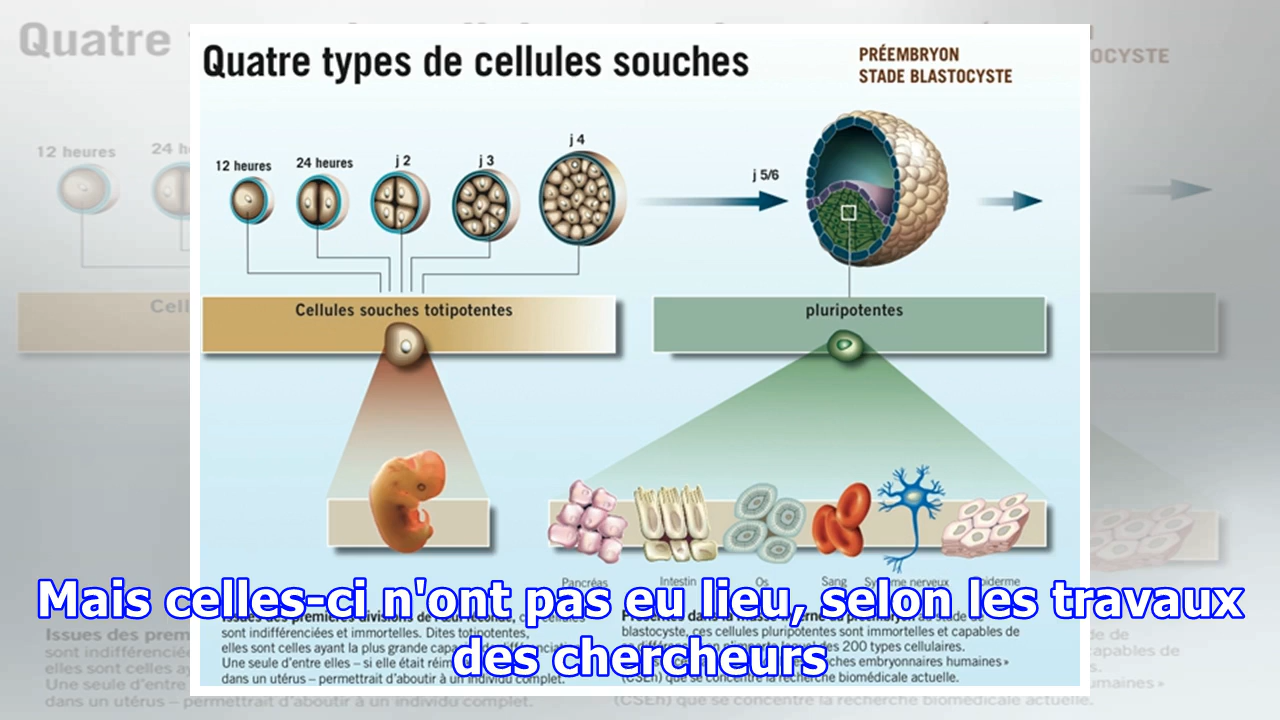 Quatre types de cellules souches
PRÉEMBRYON
STADE BLASTOCYSTE
12 heures
24 heures
j 2
j 3
j 4
j 5/6
Cellules souches totipotentes
pluripotentes
Pancréas
Intestin
Os
Sang
nerveux
Mais celles-ci n'ont pas eu lieu, selon les travaux
des chercheurs
sont indifférenciées et immortelles. Dites totipotentes,
elles sont celles ayant la plus grande
Une seule d'entre elles – si elle était
dans un utérus – permettrait d'aboutir à un individu complet.
blastocyste, ces cellules pluripotentes sont immortelles et capables de
200 types cellulaires.
embryonnaires humaines »
(CSEh) que se concentre la recherche biomédicale actuelle.